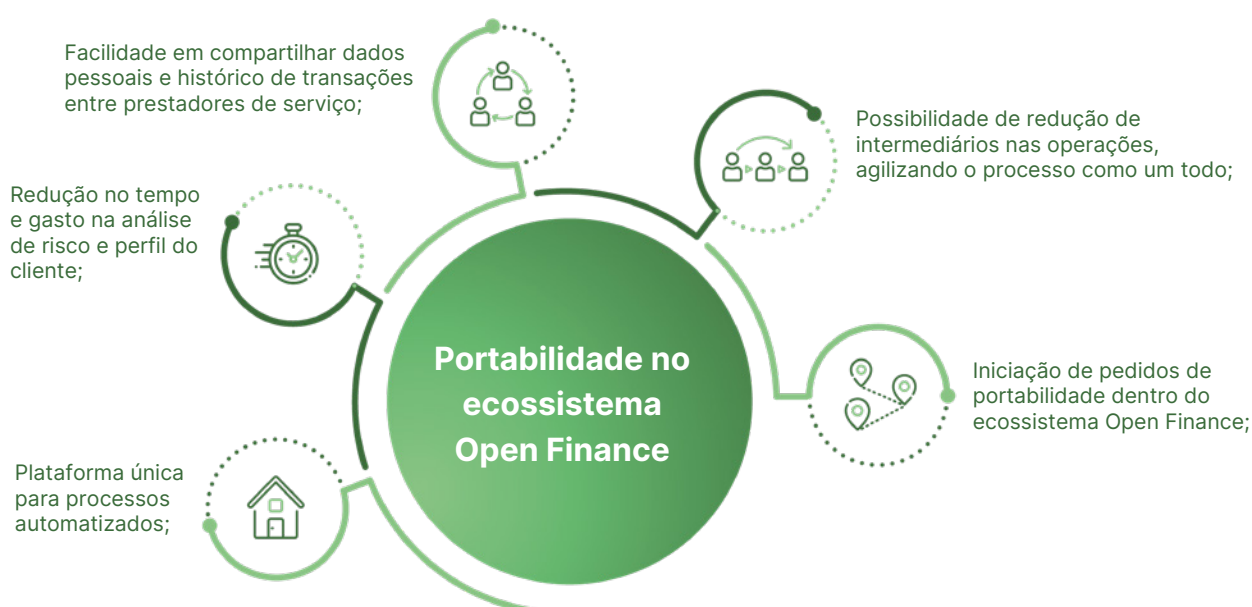 Facilidade em compartilhar dados
pessoais e histórico de transações
entre prestadores de serviço;
Possibilidade de redução de
intermediários nas operações,
agilizando o processo como um todo;
Redução no tempo
e gasto na análise
de risco e perfil do
cliente;
Portabilidade no
ecossistema
Open Finance
Iniciação de pedidos de
portabilidade dentro do
ecossistema Open Finance;
Plataforma única
para processos
automatizados;